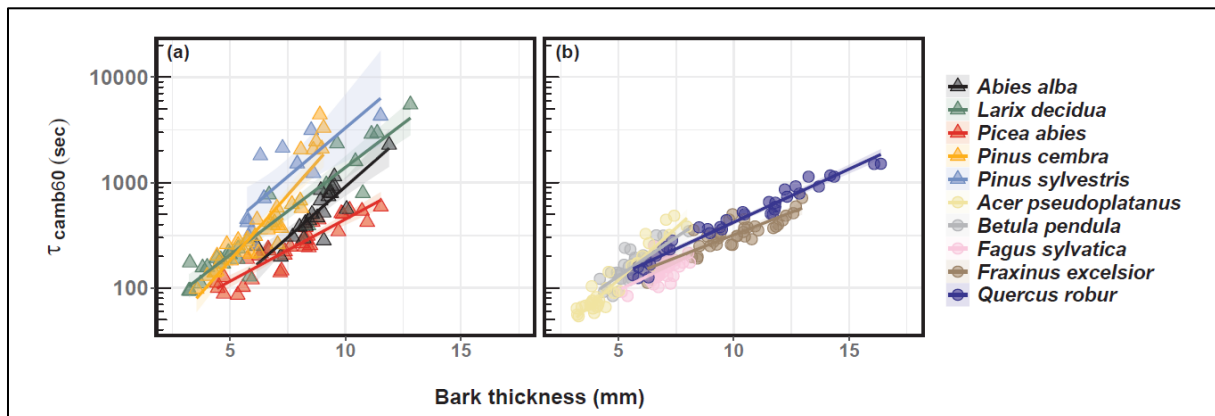 (a)
(b)
10000
1000
100
τ camb60 (sec)
5
10
15
5
10
15
Bark thickness (mm)
Abies alba
Larix decidua
Picea abies
Pinus cembra
Pinus sylvestris
Acer pseudoplatanus
Betula pendula
Fagus sylvatica
Fraxinus excelsior
Quercus robur